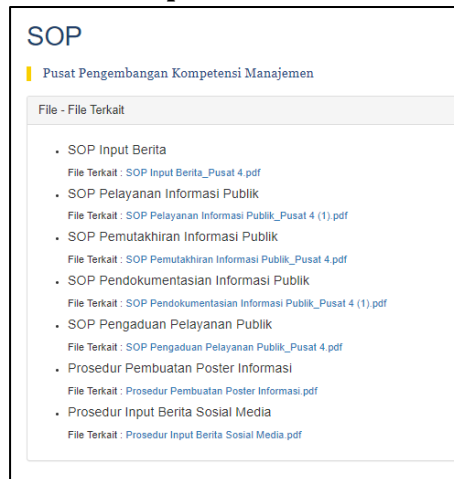 SOP
Pusat Pengembangan Kompetensi Manajemen
File - File Terkait
SOP Input Berita
File Terkait : SOP Input Berita_Pusat 4.pdf
SOP Pelayanan Informasi Publik
File Terkait : SOP Pelayanan Informasi Publik_Pusat 4 (1).pdf
SOP Pemutakhiran Informasi Publik
File Terkait : SOP Pemutakhiran Informasi Publik_Pusat 4.pdf
SOP Pendokumentasian Informasi Publik
File Terkait : SOP Pendokumentasian Informasi Publik_Pusat 4 (1).pdf
SOP Pengaduan Pelayanan Publik
File Terkait : SOP Pengaduan Pelayanan Publik_Pusat 4.pdf
Prosedur Pembuatan Poster Informasi
File Terkait : Prosedur Pembuatan Poster Informasi.pdf
Prosedur Input Berita Sosial Media
File Terkait : Prosedur Input Berita Sosial Media.pdf